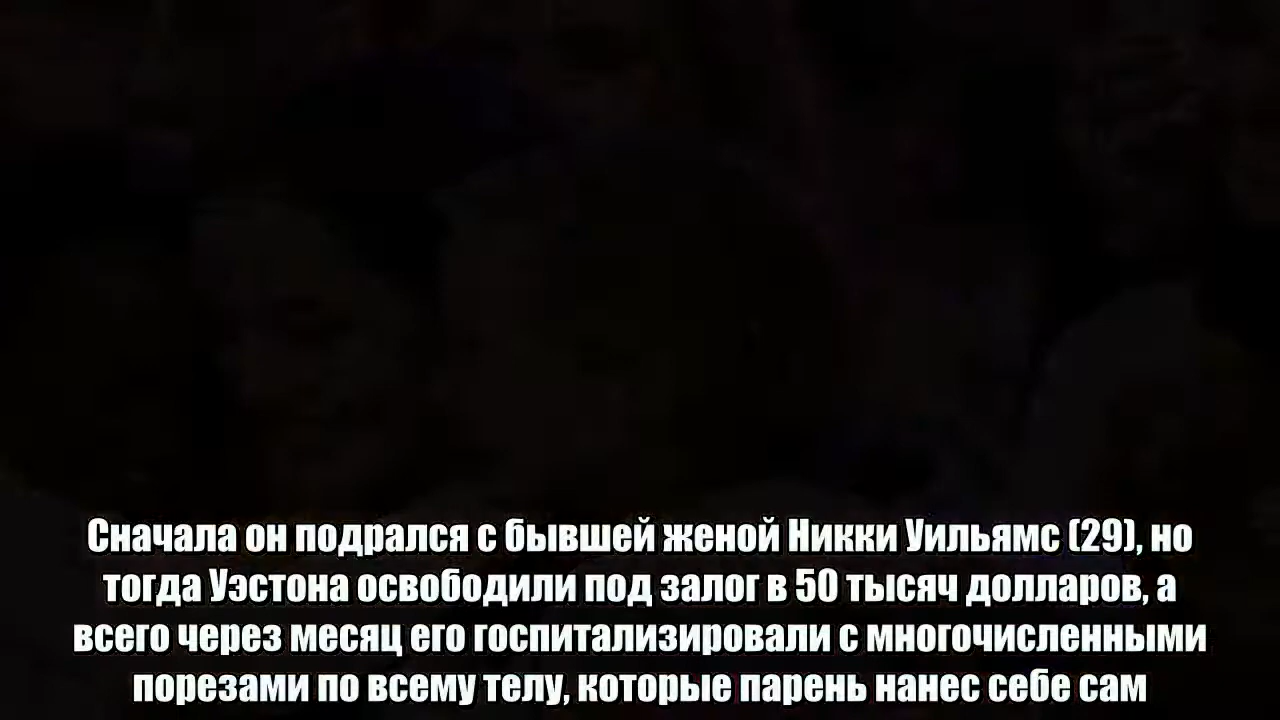 Сначала он подрался с бывшей женой Никки Уильямс (29), но
тогда Уэстона освободили под залог в 50 тысяч долларов, а
всего через месяц его госпитализировали с многочисленными
порезами по всему телу, которые парень нанес себе сам